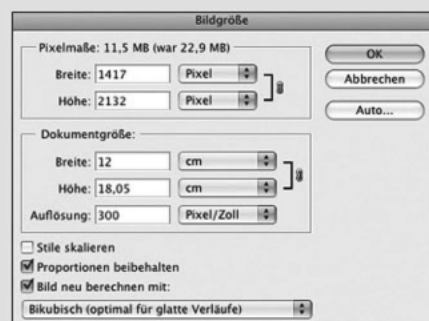 Bildgröße
Pixelmaße: 11,5 MB (war 22,9 MB)
Breite: 1417 Pixel
Höhe: 2132 Pixel
OK
Abbrechen
Auto...
Dokumentgröße:
Breite: 12 cm
Höhe: 18,05 cm
Auflösung: 300 Pixel/Zoll
Stile skalieren
Proportionen beibehalten
Bild neu berechnen mit:
Bikubisch (optimal für glatte Verläufe)